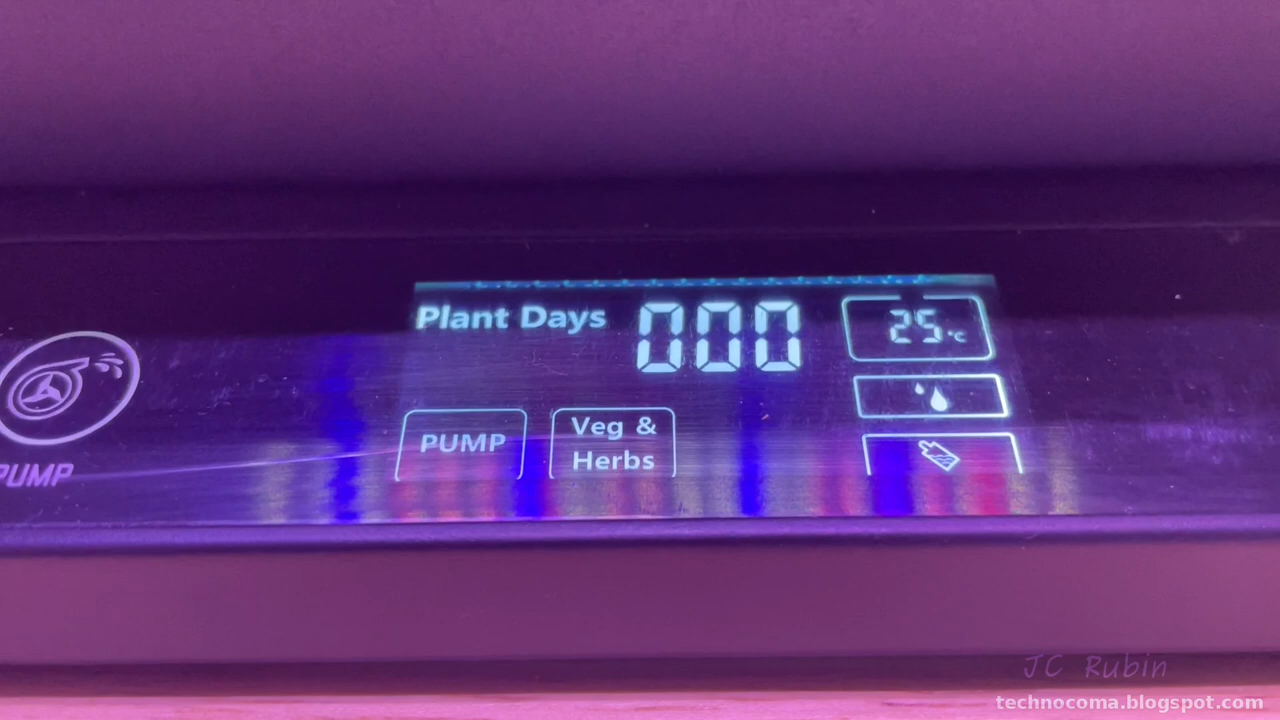 Plant Days 000
25 °C
PUMP
Veg &
Herbs
PUMP
JC Rubin
technocoma.blogspot.com